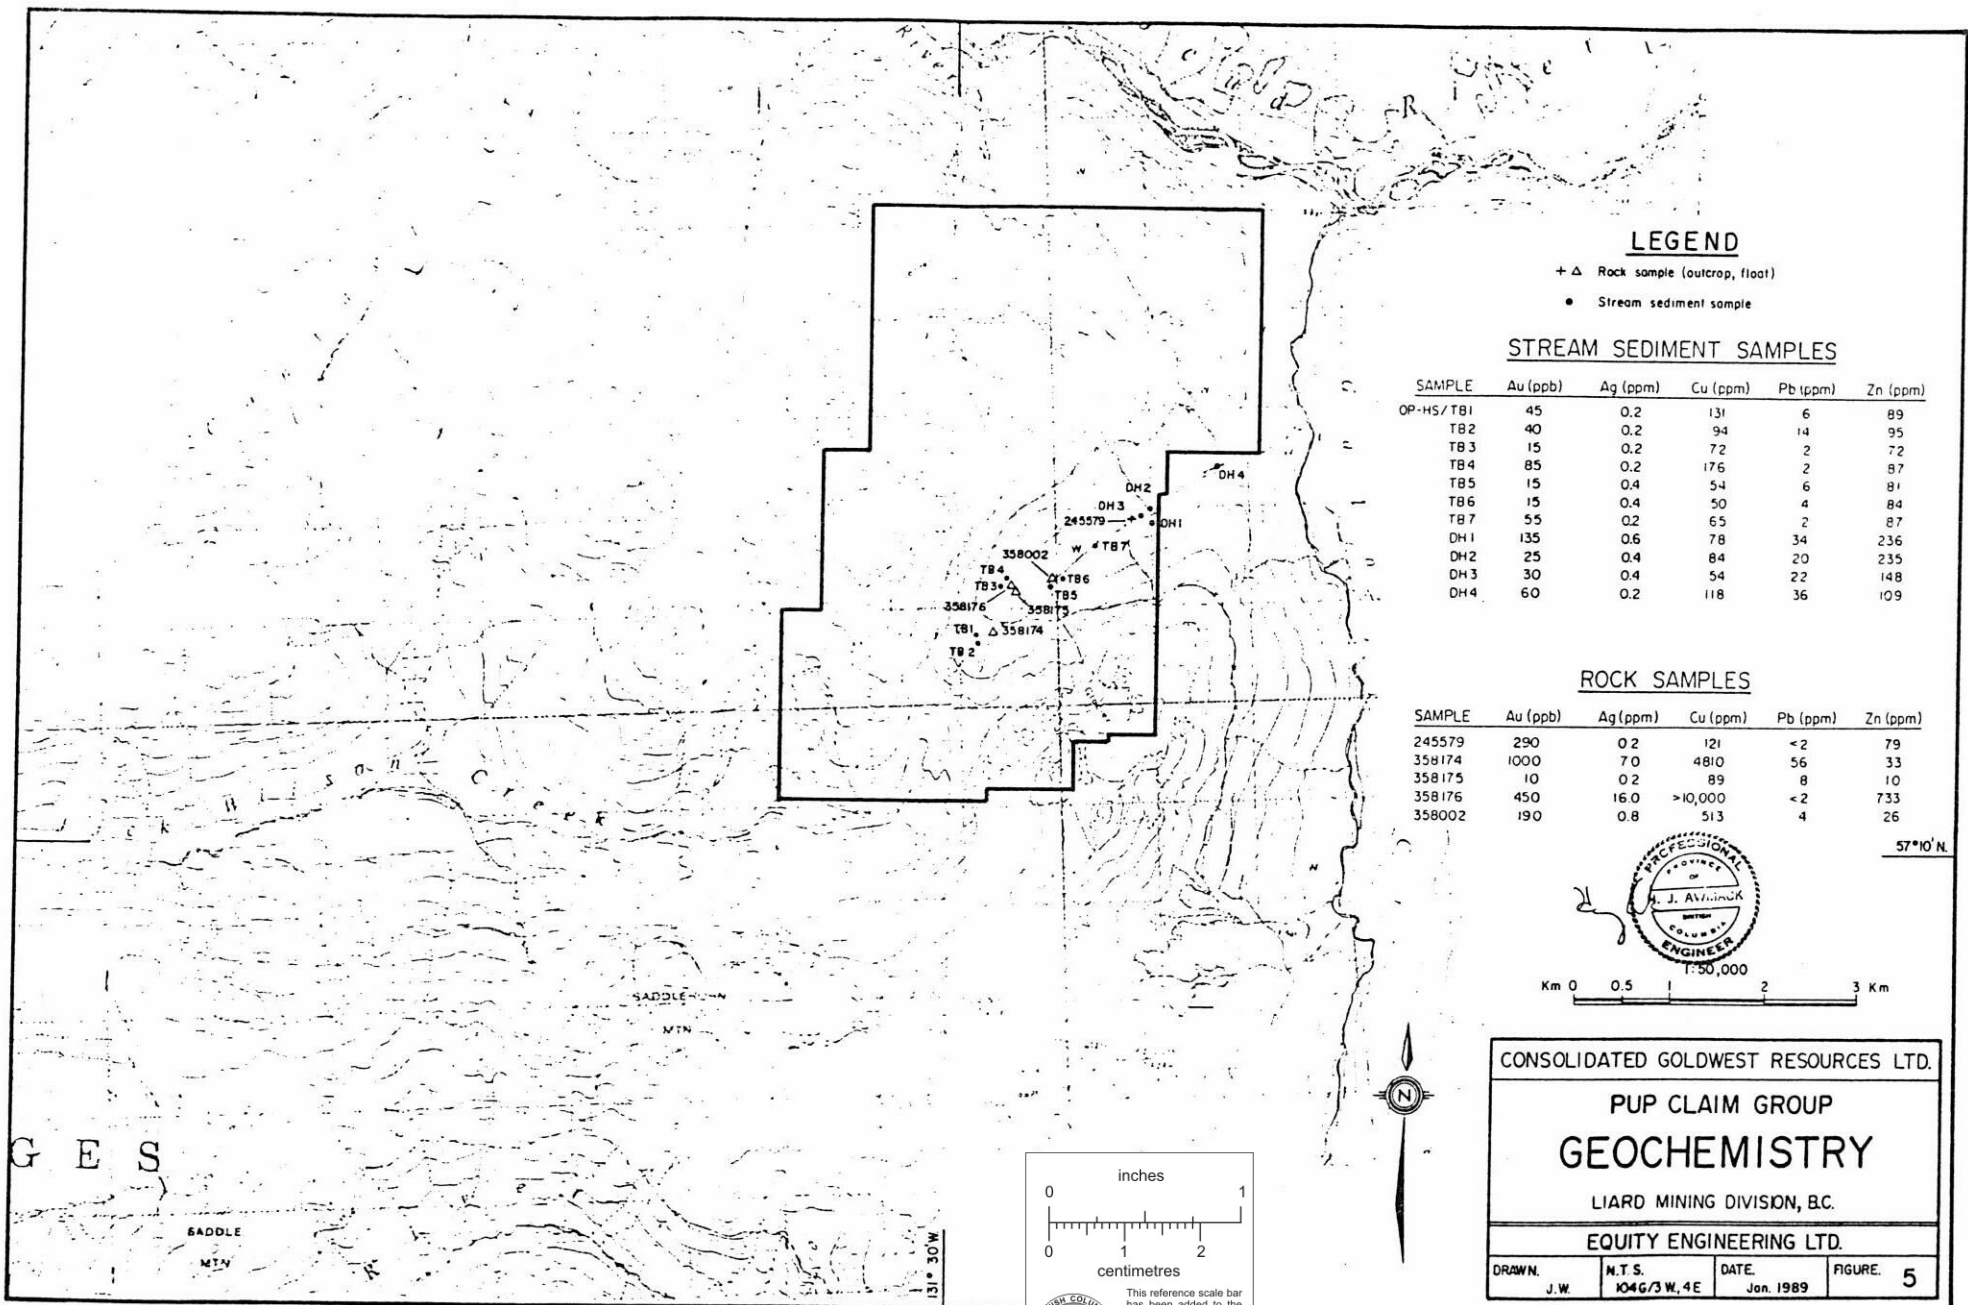 River
LEGEND
+ △ Rock sample (outcrop, float)
• Stream sediment sample
STREAM SEDIMENT SAMPLES
SAMPLE Au (ppb) Ag (ppm) Cu (ppm) Pb (ppm) Zn (ppm)
OP-HS/TB1 45 0.2 131 6 89
TB2 40 0.2 94 14 95
TB3 15 0.2 72 2 72
TB4 85 0.2 176 2 87
TB5 15 0.4 54 6 81
TB6 15 0.4 50 4 84
TB7 55 0.2 65 2 87
DH1 135 0.6 78 34 236
DH2 25 0.4 84 20 235
DH3 30 0.4 54 22 148
DH4 60 0.2 118 36 109
ROCK SAMPLES
SAMPLE Au (ppb) Ag (ppm) Cu (ppm) Pb (ppm) Zn (ppm)
245579 290 0.2 121 <2 79
358174 1000 7.0 4810 56 33
358175 10 0.2 89 8 10
358176 450 16.0 >10,000 <2 733
358002 190 0.8 513 4 26
57°10' N.
DH4
DH2
DH3
245579
DH1
TB7
358002
TB4
TB6
TB3
TB5
358176
358175
TB1
358174
TB2
Creek
PROFESSIONAL
PROVINCE
OF
BRITISH
COLUMBIA
ENGINEER
1:50,000
Km 0 0.5 1 2 3 Km
MTN
N
G E S
SADDLE
MTN
131° 30' W
inches
0 1
0 1 2
centimetres
This reference scale bar
has been added to the
CONSOLIDATED GOLDWEST RESOURCES LTD.
PUP CLAIM GROUP
GEOCHEMISTRY
LIARD MINING DIVISION, B.C.
EQUITY ENGINEERING LTD.
DRAWN. J.W.
N.T.S. 104G/3W, 4E
DATE. Jan. 1989
FIGURE. 5